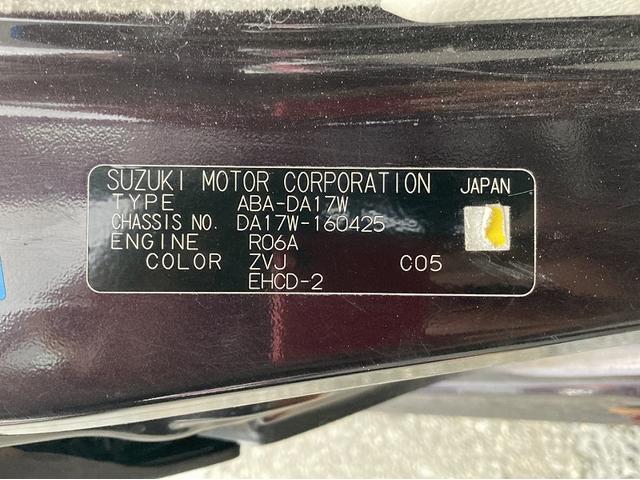 SUZUKI MOTOR CORPORATION JAPAN
TYPE ABA-DA17W
CHASSIS NO. DA17W-160425
ENGINE R06A
COLOR ZVJ C05
EHCD-2